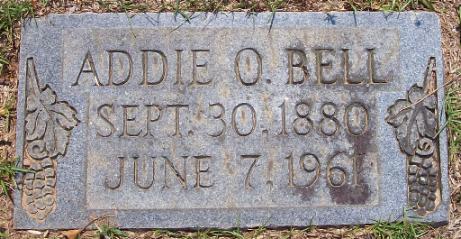 ADDIE O. BELL
SEPT. 30, 1880
JUNE 7, 1961